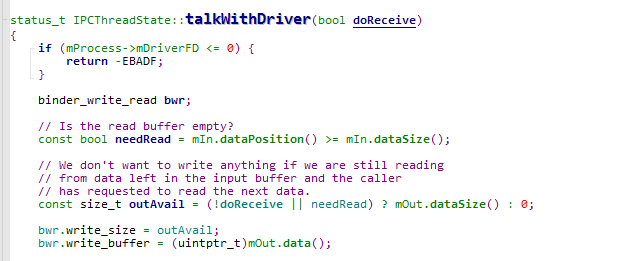 status_t IPCThreadState::talkWithDriver(bool doReceive)
{
    if (mProcess->mDriverFD <= 0) {
        return -EBADF;
    }
    binder_write_read bwr;
    // Is the read buffer empty?
    const bool needRead = mIn.dataPosition() >= mIn.dataSize();
    // We don't want to write anything if we are still reading
    // from data left in the input buffer and the caller
    // has requested to read the next data.
    const size_t outAvail = (!doReceive || needRead) ? mOut.dataSize() : 0;
    bwr.write_size = outAvail;
    bwr.write_buffer = (uintptr_t)mOut.data();